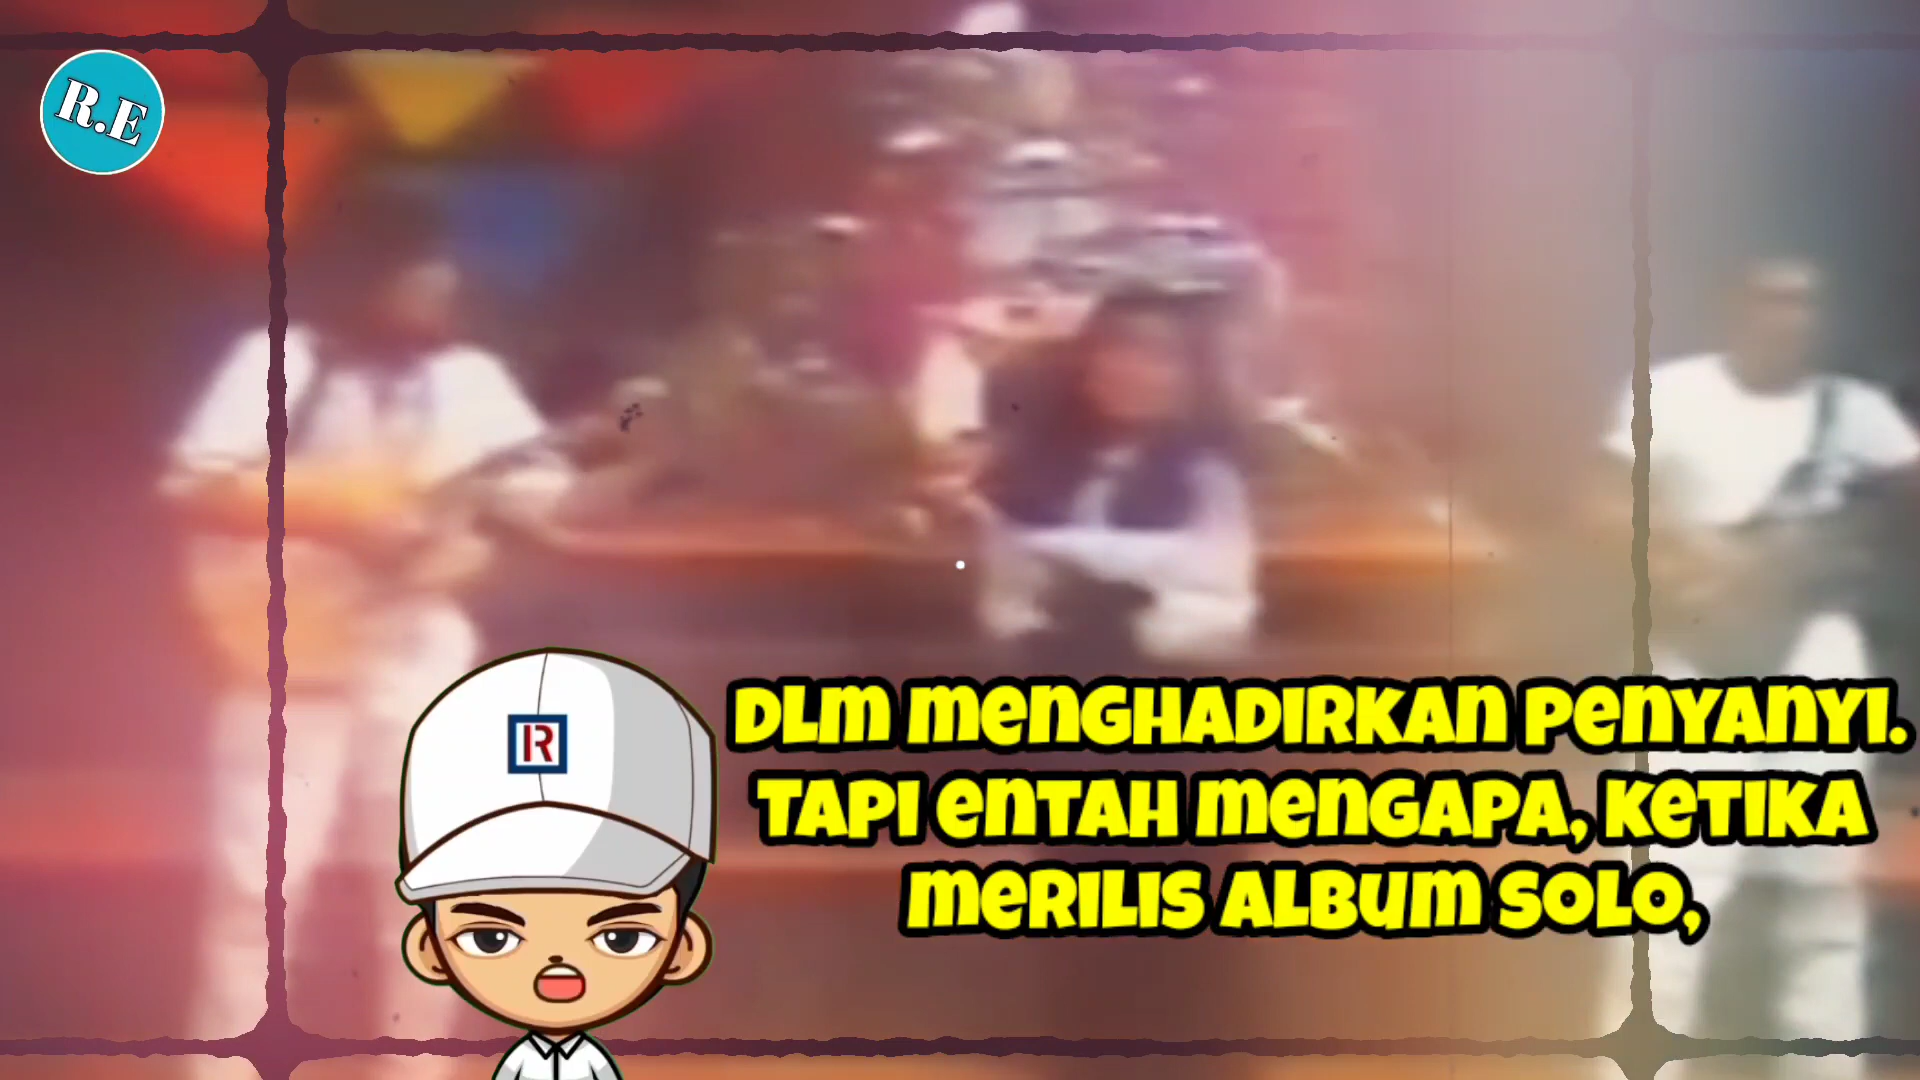 R.E
R
DLM MENGHADIRKAN PENYANYI.
TAPI ENTAH MENGAPA, KETIKA
MERILIS ALBUM SOLO,